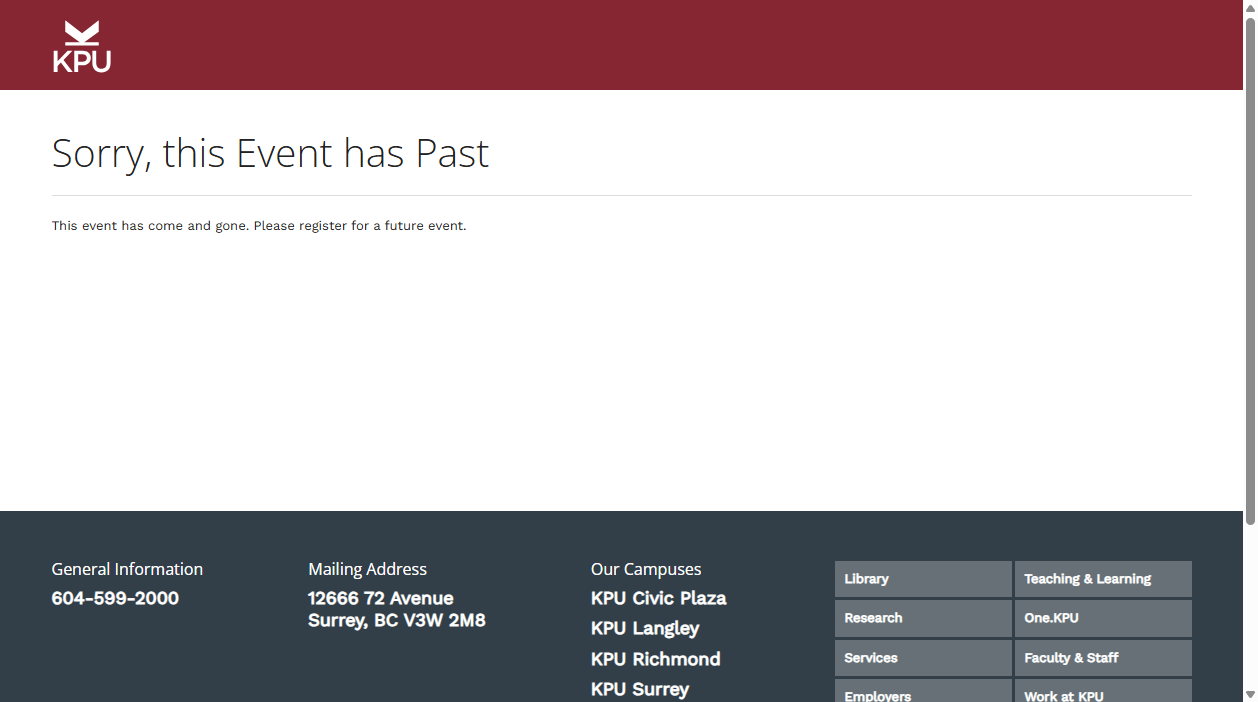 KPU
Sorry, this Event has Past
This event has come and gone. Please register for a future event.
General Information
604-599-2000
Mailing Address
12666 72 Avenue
Surrey, BC V3W 2M8
Our Campuses
KPU Civic Plaza
KPU Langley
KPU Richmond
KPU Surrey
Library
Teaching & Learning
Research
One.KPU
Services
Faculty & Staff
Employers
Work at KPU